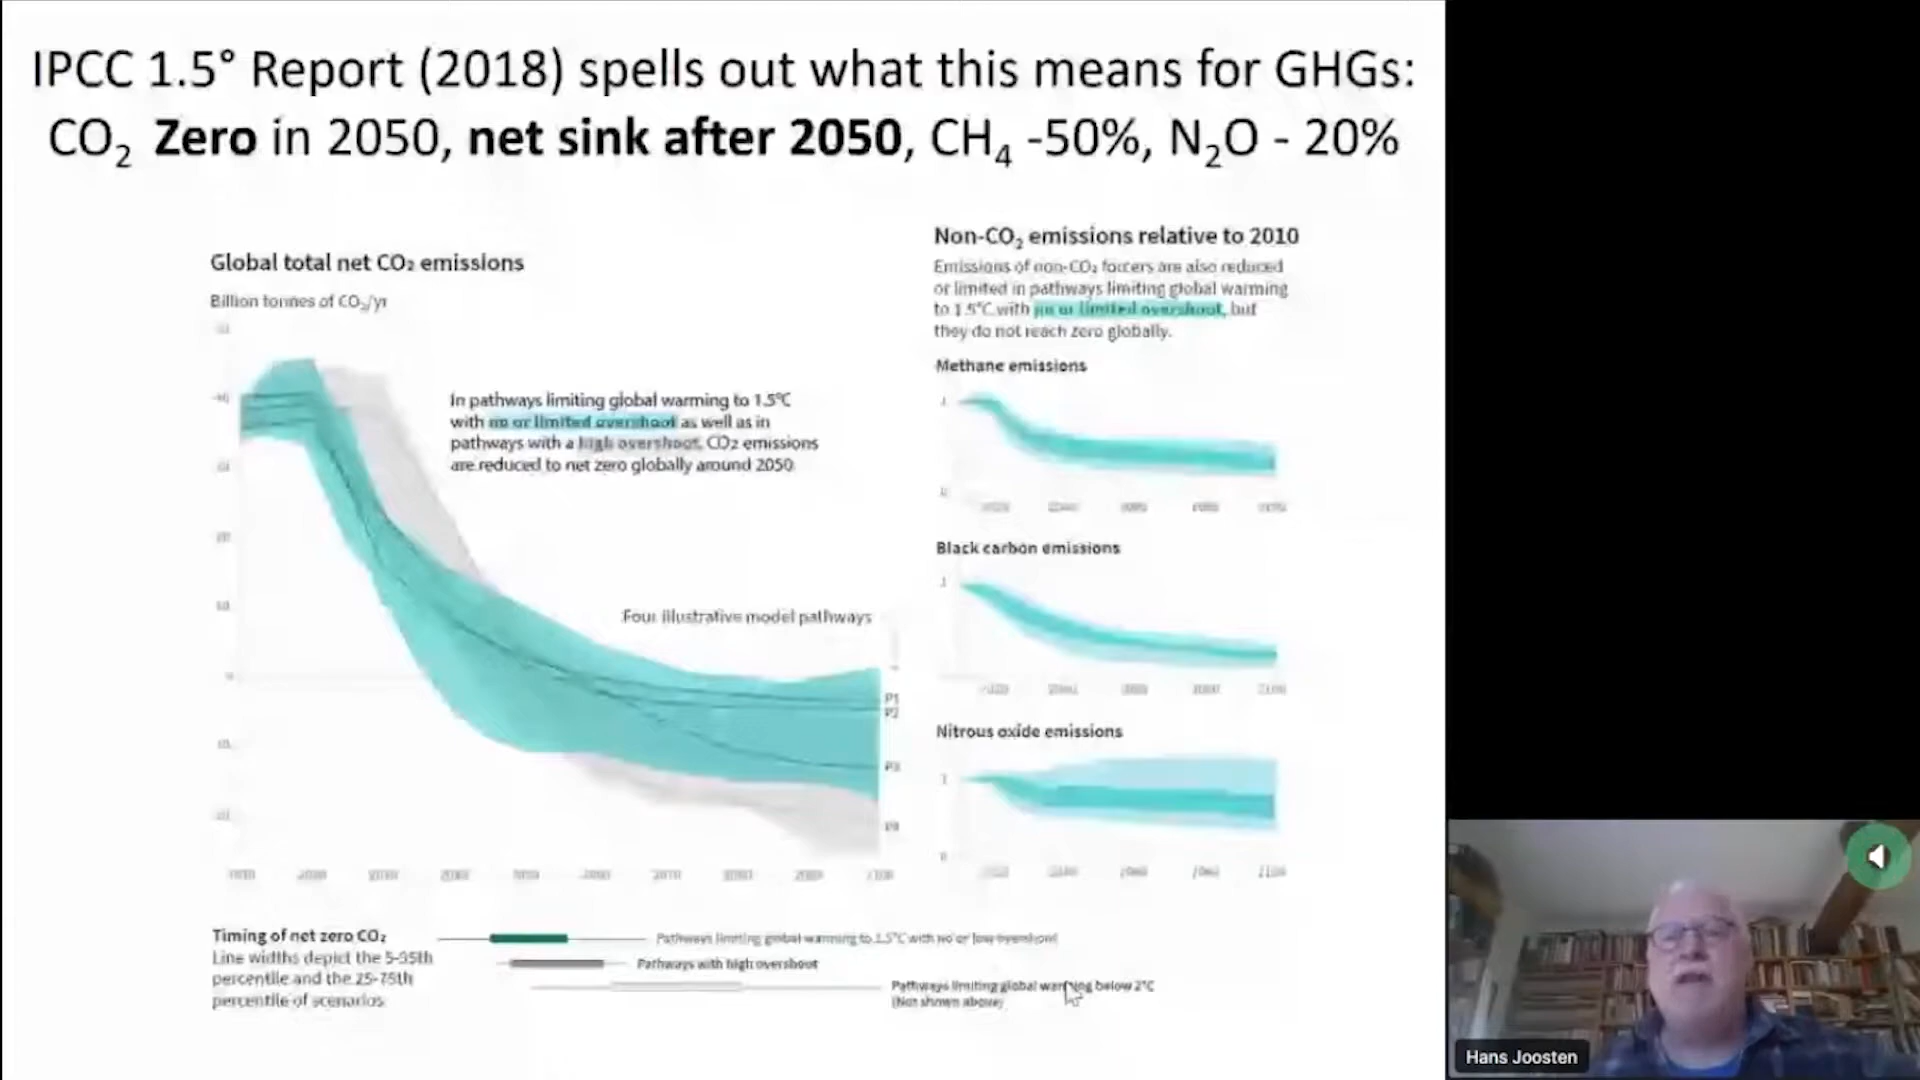 IPCC 1.5° Report (2018) spells out what this means for GHGs:
CO₂ Zero in 2050, net sink after 2050, CH₄ -50%, N₂O - 20%
Global total net CO₂ emissions
Billion tonnes of CO₂/yr
In pathways limiting global warming to 1.5°C
with no or limited overshoot as well as in
pathways with a high overshoot, CO2 emissions
are reduced to net zero globally around 2050
Four illustrative model pathways
P1
P2
P3
P4
Timing of net zero CO₂
Line widths depict the 5-95th
percentile and the 25-75th
percentile of scenarios
Pathways limiting global warming to 1.5°C with no or low overshoot
Pathways with high overshoot
Pathways limiting global warming below 2°C
(Not shown above)
Non-CO₂ emissions relative to 2010
Emissions of non-CO₂ forcers are also reduced
or limited in pathways limiting global warming
to 1.5°C with no or limited overshoot, but
they do not reach zero globally.
Methane emissions
Black carbon emissions
Nitrous oxide emissions
Hans Joosten